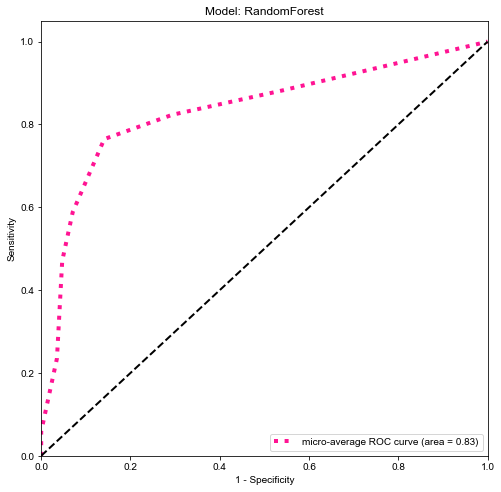 Model: RandomForest
1.0
0.8
0.6
0.4
0.2
0.0
Sensitivity
micro-average ROC curve (area = 0.83)
0.0 0.2 0.4 0.6 0.8 1.0
1 - Specificity